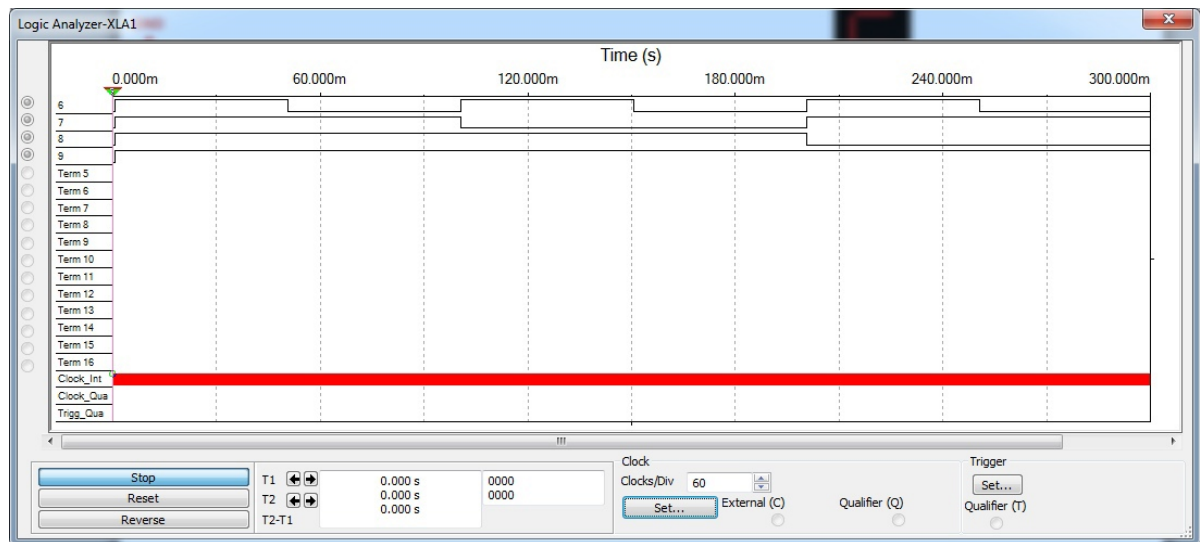 Logic Analyzer-XLA1
Time (s)
0.000m 60.000m 120.000m 180.000m 240.000m 300.000m
6
7
8
9
Term 5
Term 6
Term 7
Term 8
Term 9
Term 10
Term 11
Term 12
Term 13
Term 14
Term 15
Term 16
Clock_Int
Clock_Qua
Trigg_Qua
Stop
Reset
Reverse
T1 0.000 s 0000
T2 0.000 s 0000
T2-T1 0.000 s
Clock
Clocks/Div 60
Set... External (C) Qualifier (Q)
Trigger
Set...
Qualifier (T)